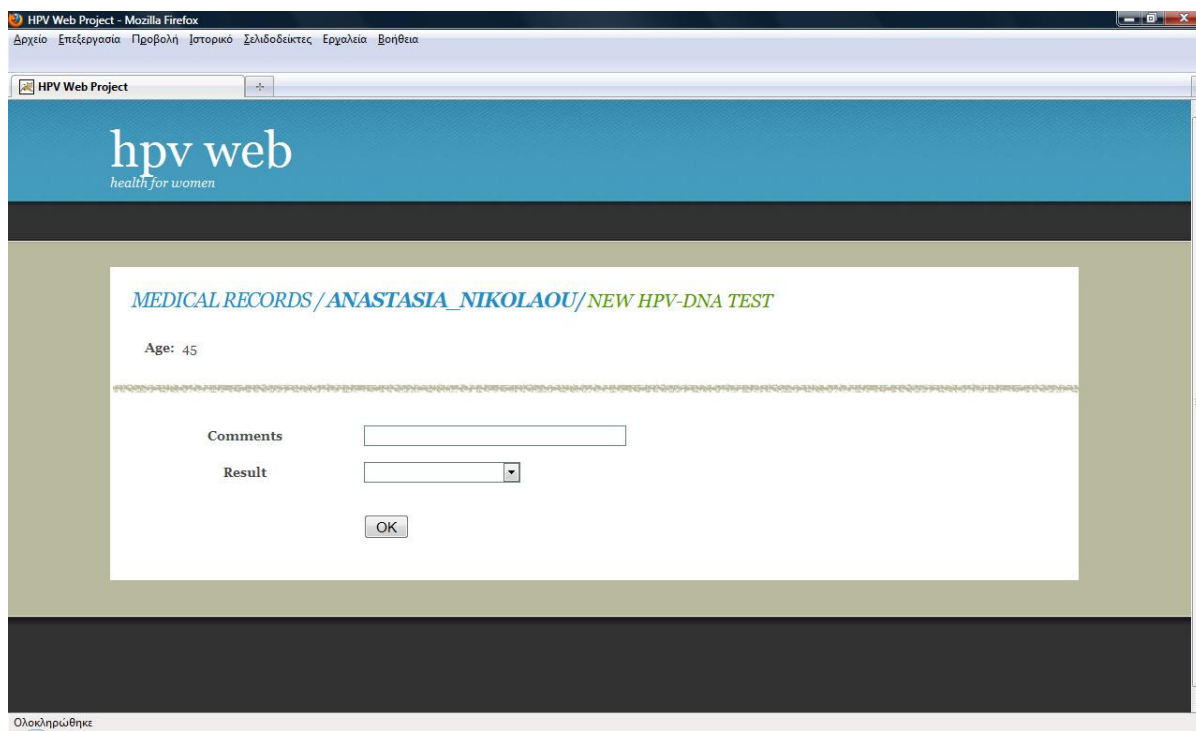 HPV Web Project - Mozilla Firefox
Αρχείο Επεξεργασία Προβολή Ιστορικό Σελιδοδείκτες Εργαλεία Βοήθεια
HPV Web Project
hpv web
health for women
MEDICAL RECORDS / ANASTASIA_NIKOLAOU/ NEW HPV-DNA TEST
Age: 45
Comments
Result
OK
Ολοκληρώθηκε